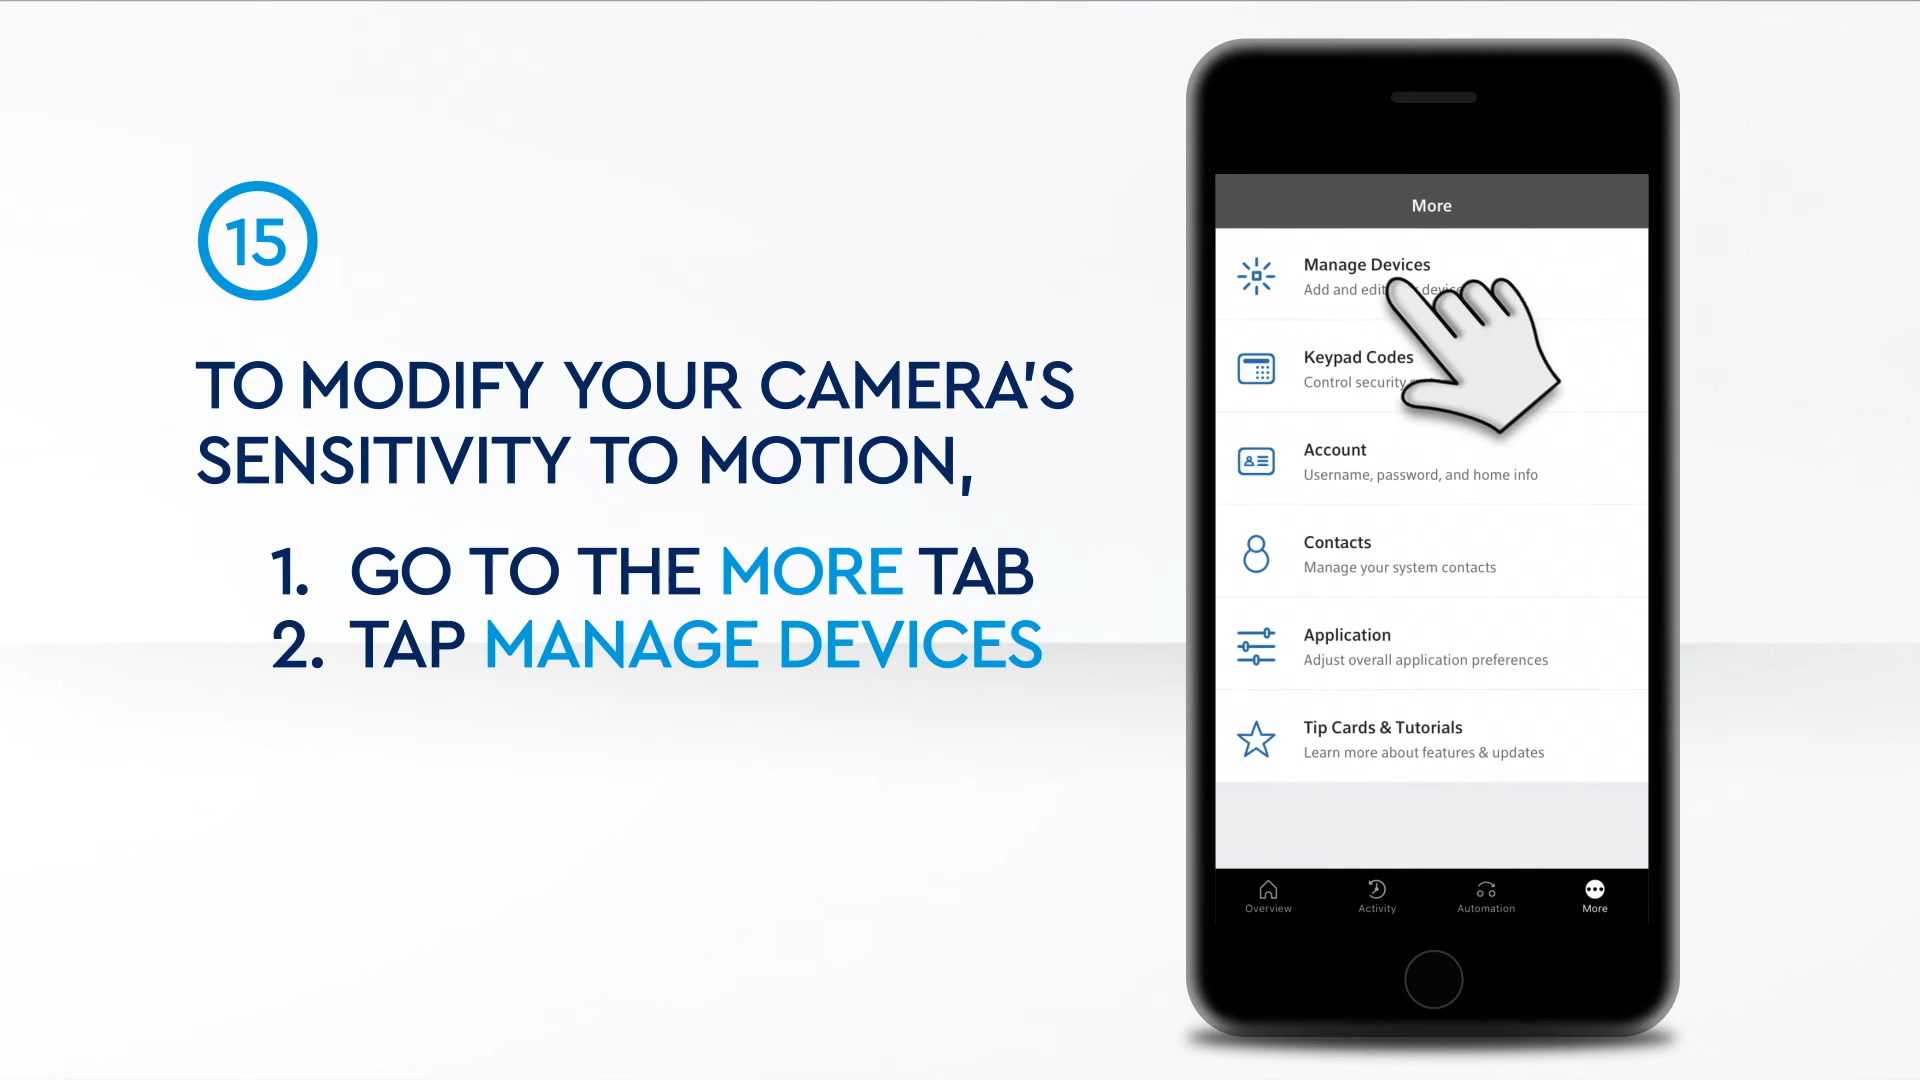 15
TO MODIFY YOUR CAMERA'S
SENSITIVITY TO MOTION,
1. GO TO THE MORE TAB
2. TAP MANAGE DEVICES
More
Manage Devices
Add and edit
Keypad Codes
Control security
Account
Username, password, and home info
Contacts
Manage your system contacts
Application
Adjust overall application preferences
Tip Cards & Tutorials
Learn more about features & updates
Overview
Activity
Automation
More